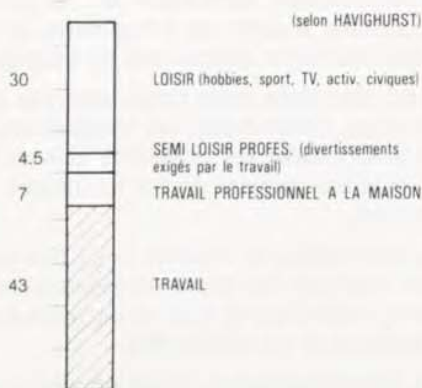 (selon HAVIGHURST)
30 LOISIR (hobbies, sport, TV, activ. civiques)
4.5 SEMI LOISIR PROFES. (divertissements
exigés par le travail)
7 TRAVAIL PROFESSIONNEL A LA MAISON
43 TRAVAIL